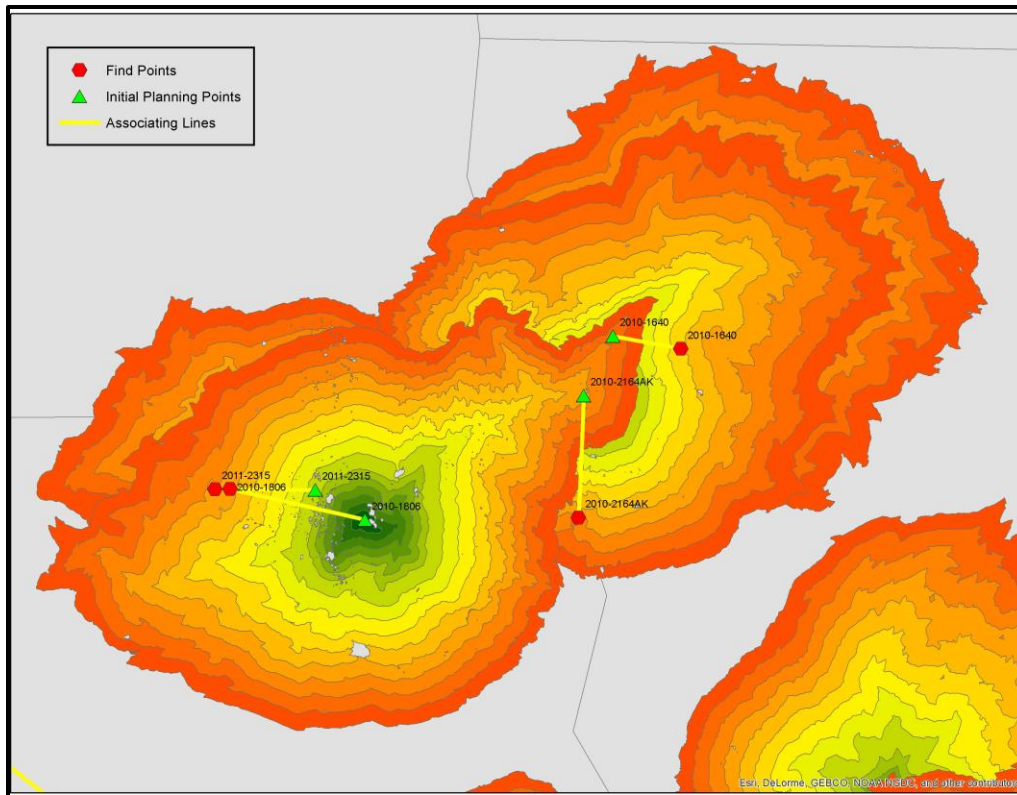 Find Points
Initial Planning Points
Associating Lines
2010-1640
2010-1640
2010-2164AK
2011-2315
2011-2315
2010-1806
2010-1806
2010-2164AK
Esri, DeLorme, GEBCO, NOAA NGDC, and other contributors